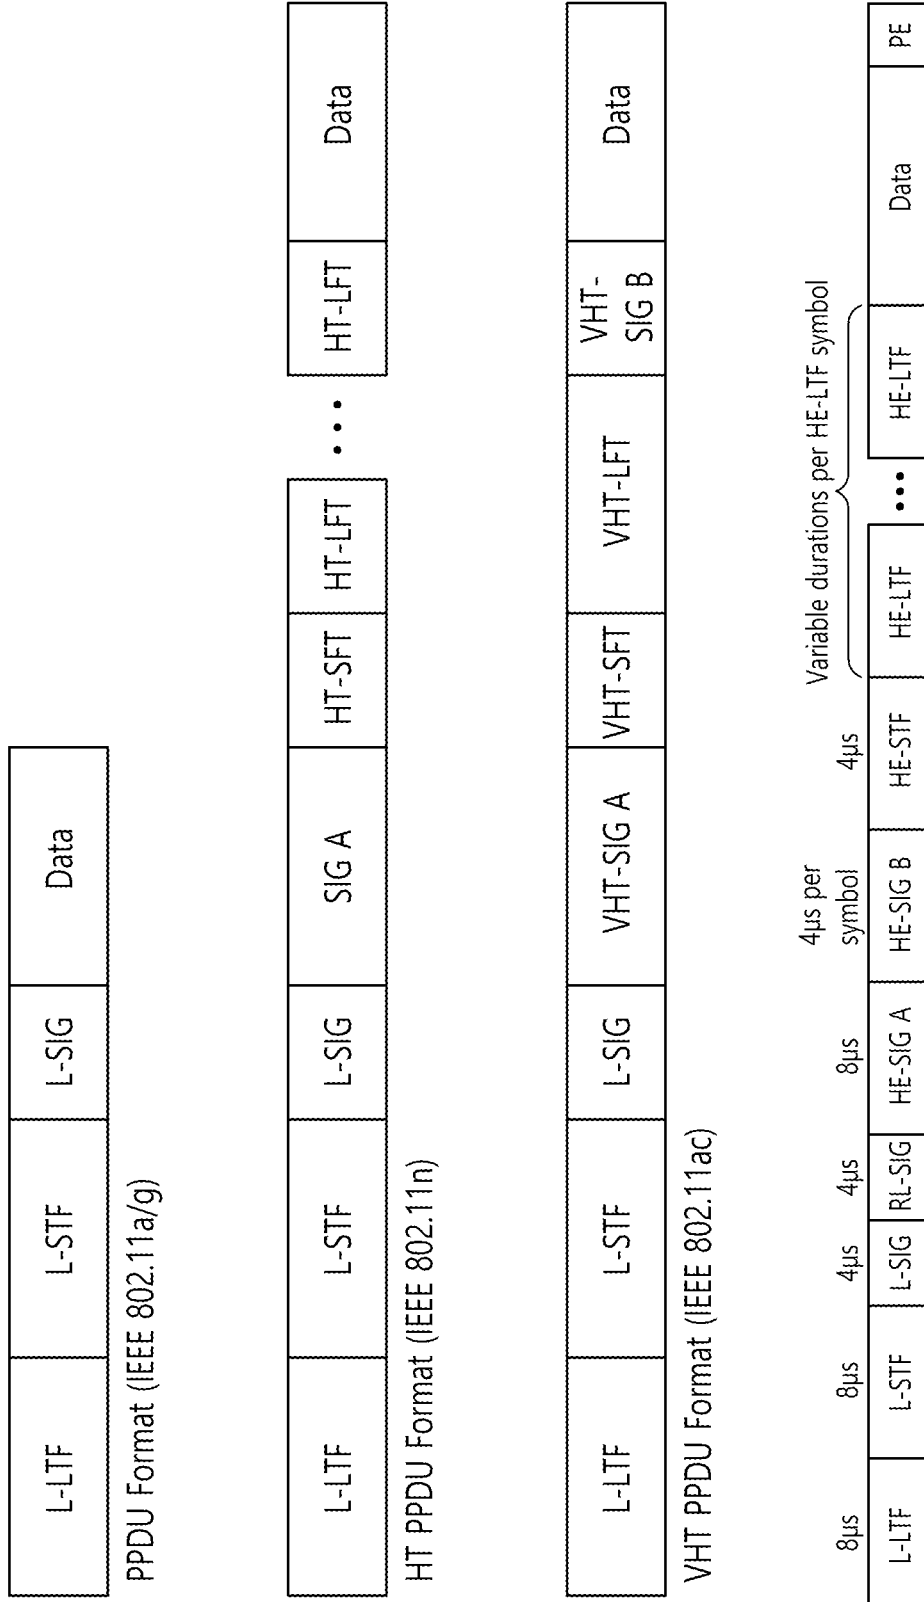 L-LTF
L-STF
L-SIG
Data
PPDU Format (IEEE 802.11a/g)
L-LTF
L-STF
L-SIG
SIG A
HT-SFT
HT-LFT
•••
HT-LFT
Data
HT PPDU Format (IEEE 802.11n)
L-LTF
L-STF
L-SIG
VHT-SIG A
VHT-SFT
VHT-LFT
VHT-
SIG B
Data
VHT PPDU Format (IEEE 802.11ac)
8µs
8µs
4µs
4µs
8µs
4µs per
symbol
4µs
Variable durations per HE-LTF symbol
L-LTF
L-STF
L-SIG
RL-SIG
HE-SIG A
HE-SIG B
HE-STF
HE-LTF
•••
HE-LTF
Data
PE